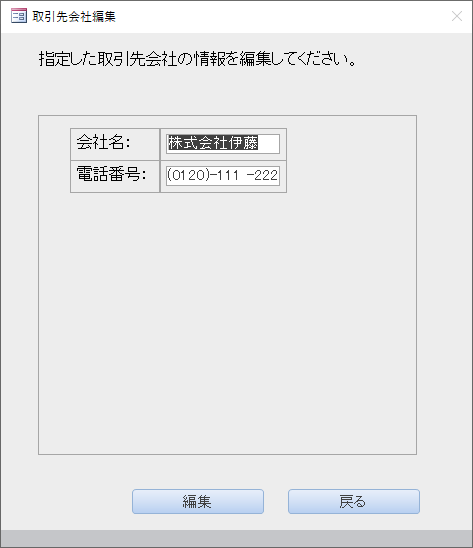 取引先会社編集
指定した取引先会社の情報を編集してください。
会社名: 株式会社伊藤
電話番号: (0120)-111 -222
編集 戻る